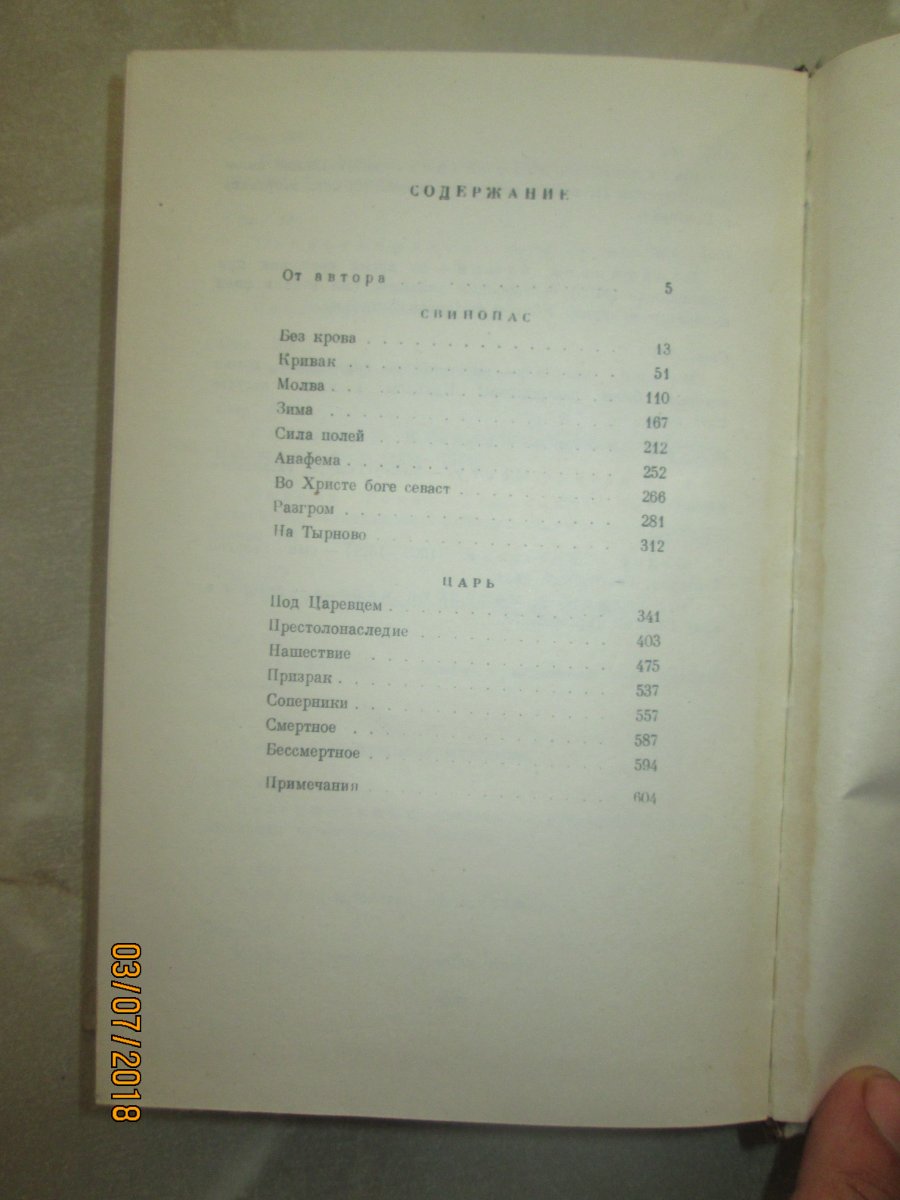 СОДЕРЖАНИЕ
От автора . . . . . . . . . . . 5
СВИНОПАС
Без крова . . . . . . . . . . . 13
Кривак . . . . . . . . . . . 51
Молва . . . . . . . . . . . 110
Зима . . . . . . . . . . . 167
Сила полей . . . . . . . . . . . 212
Анафема . . . . . . . . . . . 252
Во Христе боге севаст . . . . . . . . 266
Разгром . . . . . . . . . . . 281
На Тырново . . . . . . . . . . . 312
ЦАРЬ
Под Царевцем . . . . . . . . . . . 341
Престолонаследие . . . . . . . . . 403
Нашествие . . . . . . . . . . . 475
Призрак . . . . . . . . . . . 537
Соперники . . . . . . . . . . . 557
Смертное . . . . . . . . . . . 587
Бессмертное . . . . . . . . . . . 594
Примечания . . . . . . . . . . . 604
03/07/2018